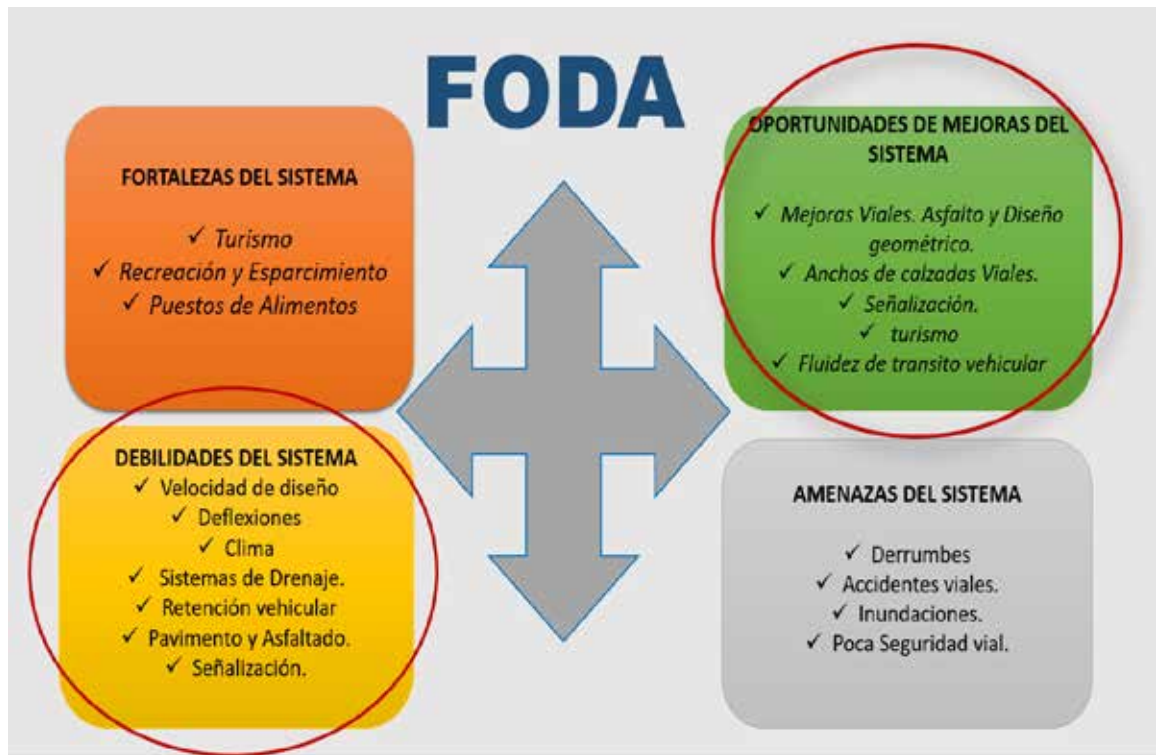 FODA
FORTALEZAS DEL SISTEMA
✓ Turismo
✓ Recreación y Esparcimiento
✓ Puestos de Alimentos
OPORTUNIDADES DE MEJORAS DEL
SISTEMA
✓ Mejoras Viales. Asfalto y Diseño
geométrico.
✓ Anchos de calzadas Viales.
✓ Señalización.
✓ turismo
✓ Fluidez de transito vehicular
DEBILIDADES DEL SISTEMA
✓ Velocidad de diseño
✓ Deflexiones
✓ Clima
✓ Sistemas de Drenaje.
✓ Retención vehicular
✓ Pavimento y Asfaltado.
✓ Señalización.
AMENAZAS DEL SISTEMA
✓ Derrumbes
✓ Accidentes viales.
✓ Inundaciones.
✓ Poca Seguridad vial.